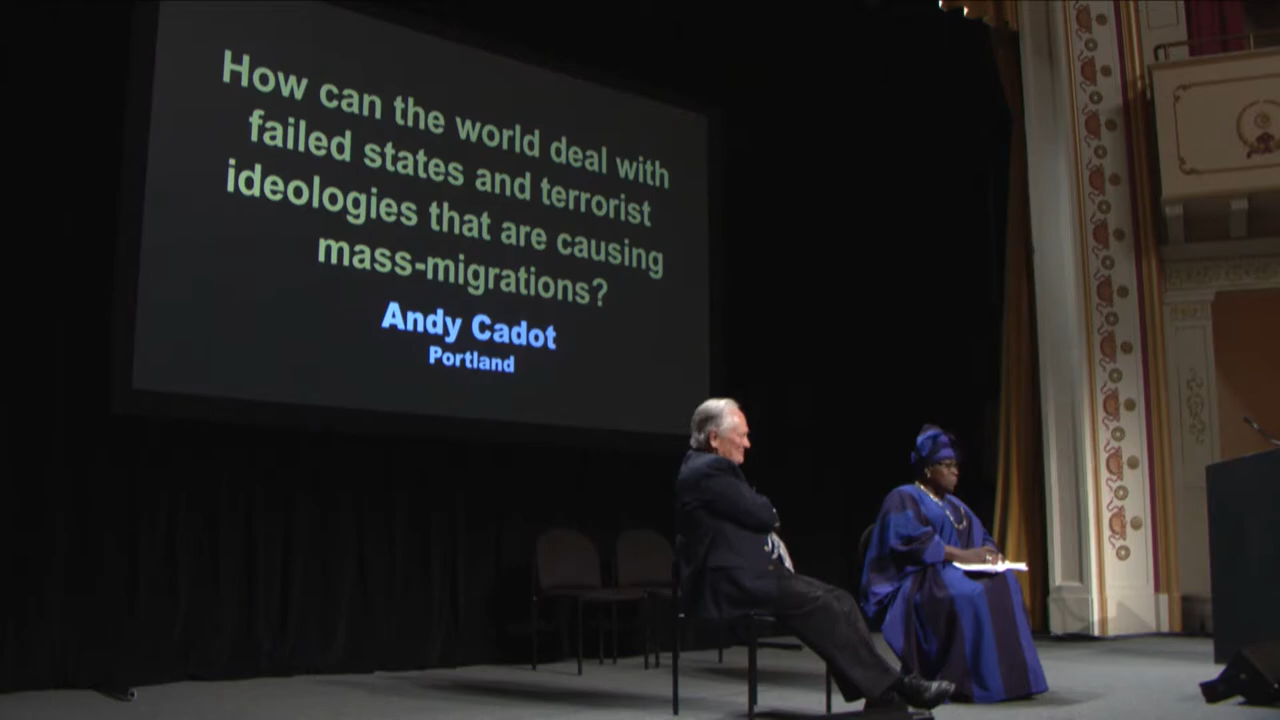 How can the world deal with
failed states and terrorist
ideologies that are causing
mass-migrations?
Andy Cadot
Portland